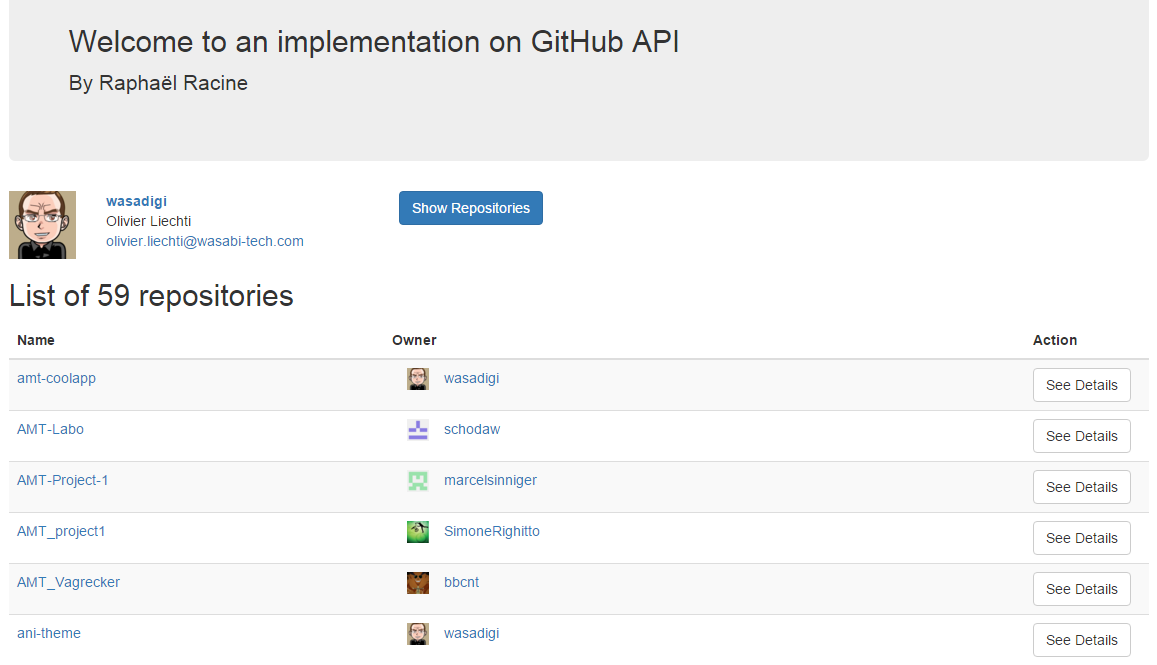 Welcome to an implementation on GitHub API
By Raphaël Racine
wasadigi
Olivier Liechti
olivier.liechti@wasabi-tech.com
Show Repositories
List of 59 repositories
Name Owner Action
amt-coolapp wasadigi See Details
AMT-Labo schodaw See Details
AMT-Project-1 marcelsinniger See Details
AMT_project1 SimoneRighitto See Details
AMT_Vagrecker bbcnt See Details
ani-theme wasadigi See Details